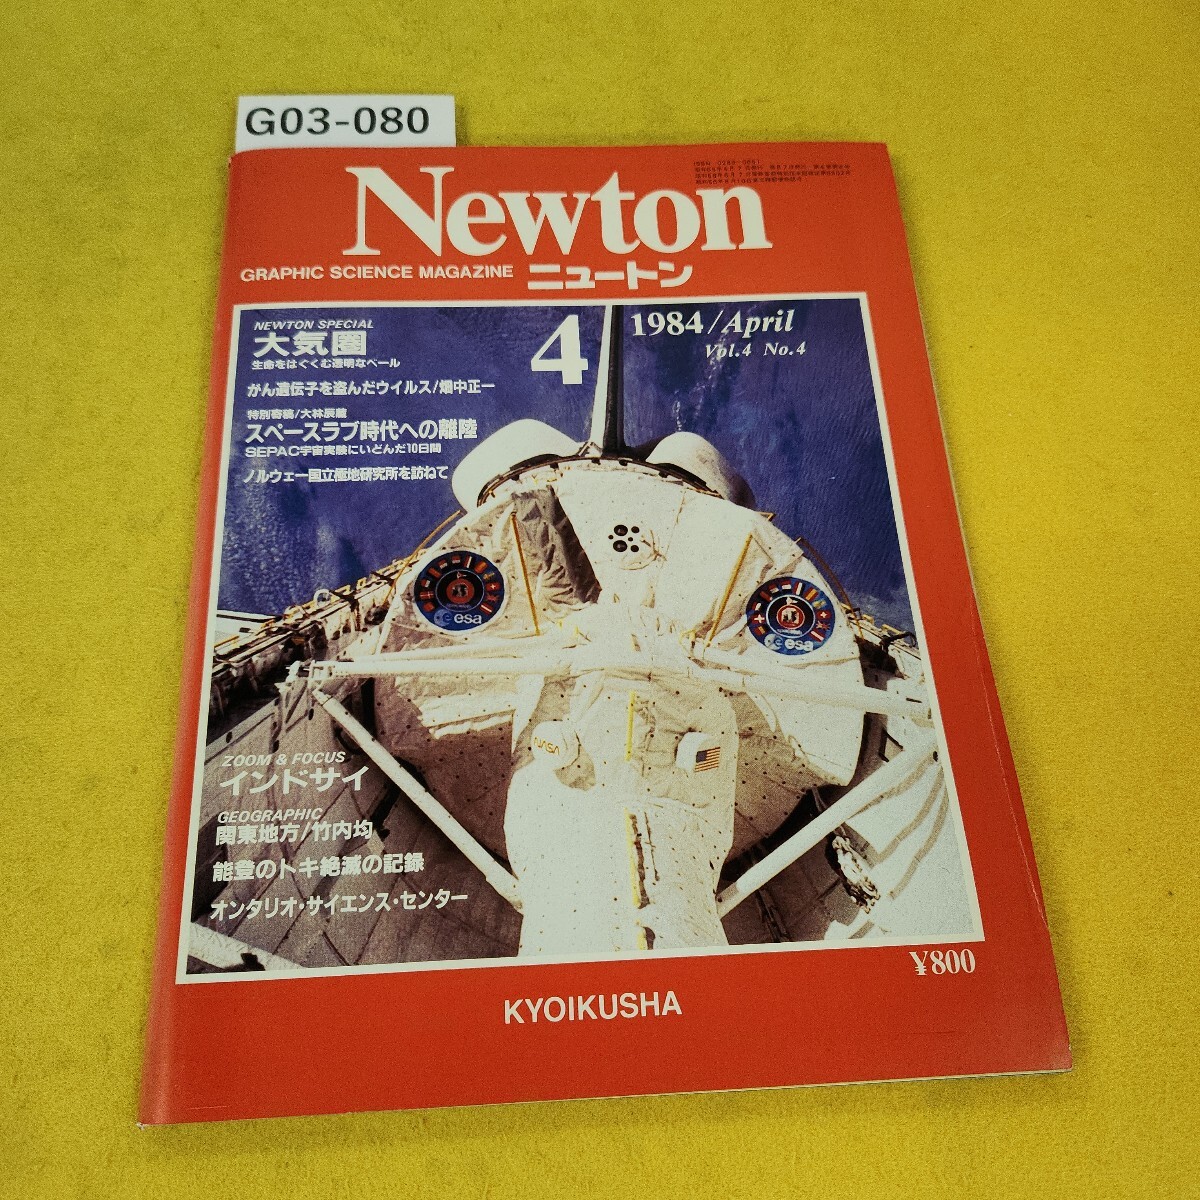 G03-080
Newton
GRAPHIC SCIENCE MAGAZINE ニュートン
NEWTON SPECIAL
大気圏
生命をはぐくむ透明なベール
がん遺伝子を盗んだウイルス/畑中正一
特別寄稿/大林辰蔵
スペースラブ時代への離陸
SEPAC宇宙実験にいどんだ10日間
ノルウェー国立極地研究所を訪ねて
4
1984/April
Vol.4 No.4
esa
esa
NASA
ZOOM & FOCUS
インドサイ
GEOGRAPHIC
関東地方/竹内均
能登のトキ絶滅の記録
オンタリオ・サイエンス・センター
¥800
KYOIKUSHA